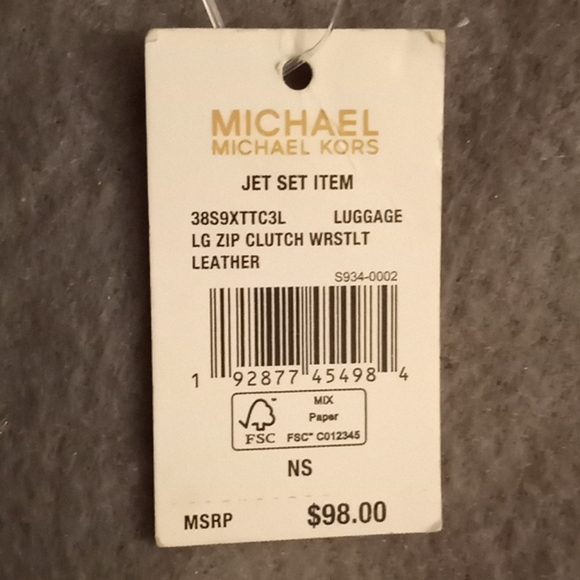 MICHAEL
MICHAEL KORS
JET SET ITEM
38S9XTTC3L LUGGAGE
LG ZIP CLUTCH WRSTLT
LEATHER
S934-0002
1 92877 45498 4
MIX
Paper
FSC FSC™ C012345
NS
MSRP $98.00